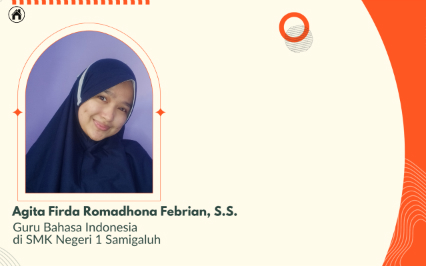 Agita Firda Romadhona Febrian, S.S.
Guru Bahasa Indonesia
di SMK Negeri 1 Samigaluh